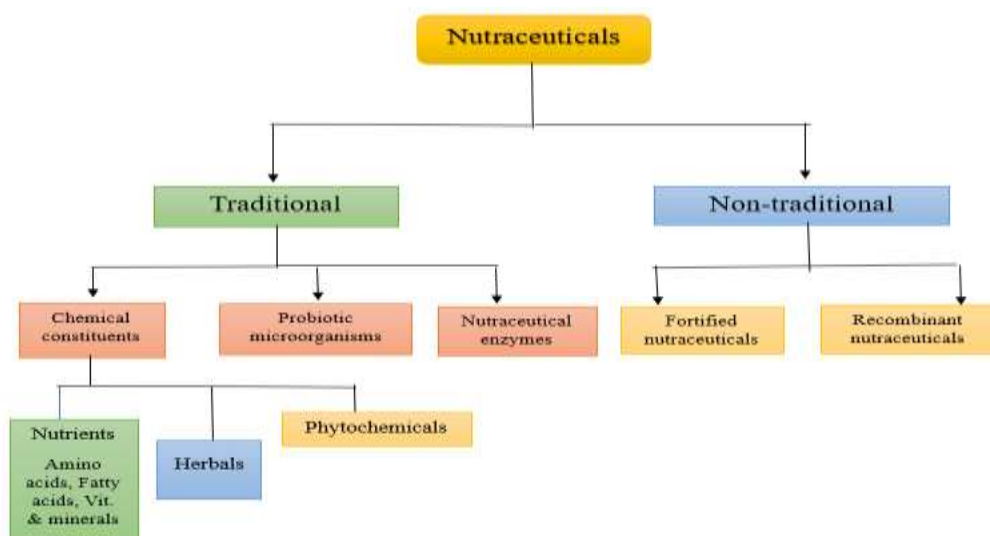 Nutraceuticals
Traditional
Non-traditional
Chemical
constituents
Probiotic
microorganisms
Nutraceutical
enzymes
Fortified
nutraceuticals
Recombinant
nutraceuticals
Nutrients
Amino
acids, Fatty
acids, Vit.
& minerals
Herbals
Phytochemicals